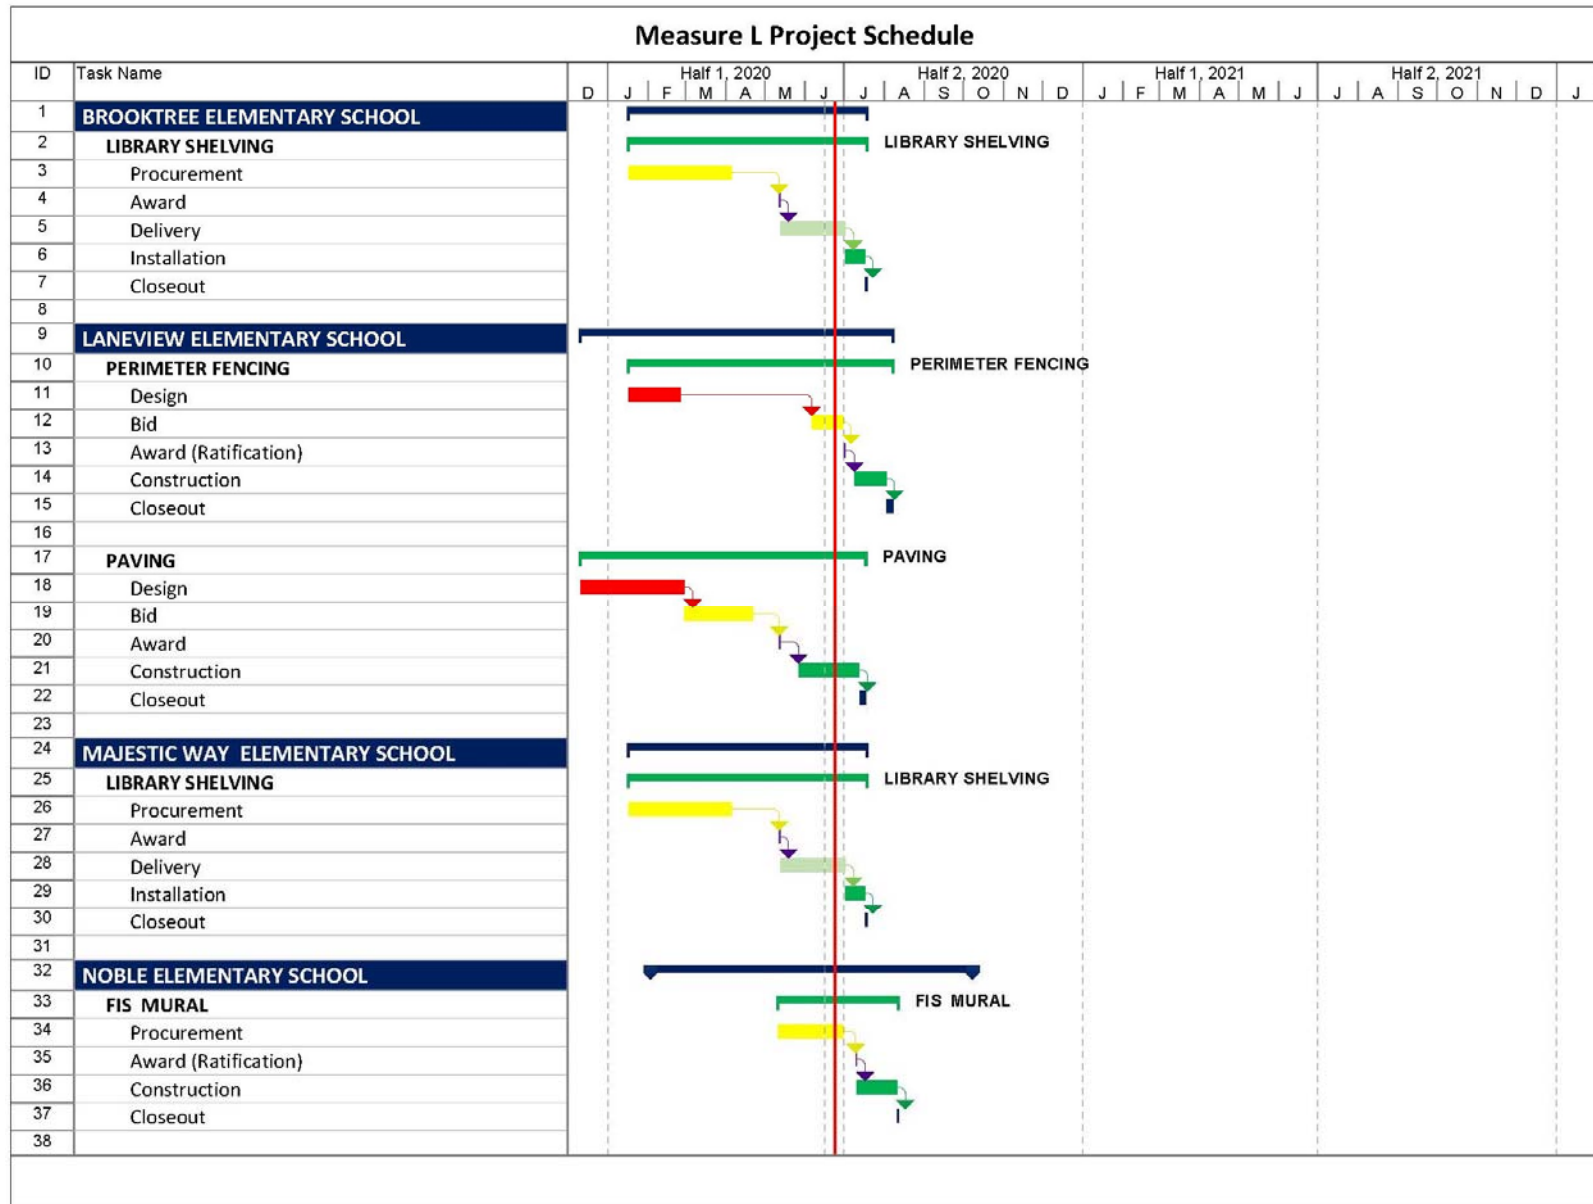 Measure L Project Schedule
ID Task Name Half 1, 2020 Half 2, 2020 Half 1, 2021 Half 2, 2021
D J F M A M J J A S O N D J F M A M J J A S O N D J
1 BROOKTREE ELEMENTARY SCHOOL
2 LIBRARY SHELVING LIBRARY SHELVING
3 Procurement
4 Award
5 Delivery
6 Installation
7 Closeout
8
9 LANEVIEW ELEMENTARY SCHOOL
10 PERIMETER FENCING PERIMETER FENCING
11 Design
12 Bid
13 Award (Ratification)
14 Construction
15 Closeout
16
17 PAVING PAVING
18 Design
19 Bid
20 Award
21 Construction
22 Closeout
23
24 MAJESTIC WAY ELEMENTARY SCHOOL
25 LIBRARY SHELVING LIBRARY SHELVING
26 Procurement
27 Award
28 Delivery
29 Installation
30 Closeout
31
32 NOBLE ELEMENTARY SCHOOL
33 FIS MURAL FIS MURAL
34 Procurement
35 Award (Ratification)
36 Construction
37 Closeout
38